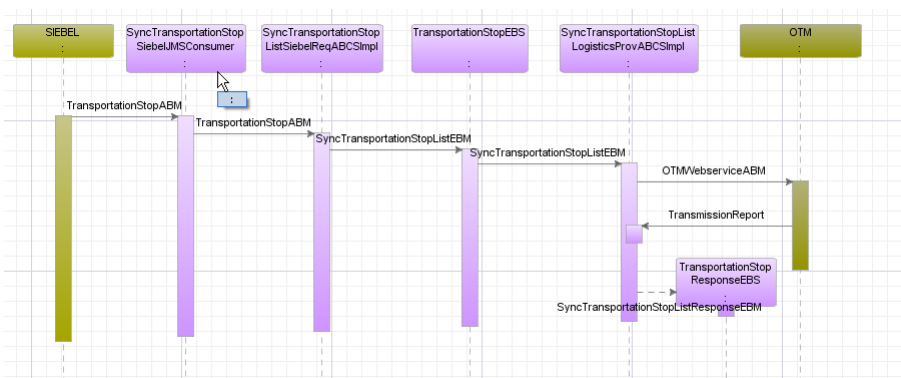 SIEBEL
:
SyncTransportationStop
SiebelJMSConsumer
:
SyncTransportationStop
ListSiebelReqABCSImpl
:
TransportationStopEBS
:
SyncTransportationStopList
LogisticsProvABCSImpl
:
OTM
:
:
TransportationStopABM
TransportationStopABM
SyncTransportationStopListEBM
SyncTransportationStopListEBM
OTMWebserviceABM
TransmissionReport
TransportationStop
ResponseEBS
:
SyncTransportationStopListResponseEBM